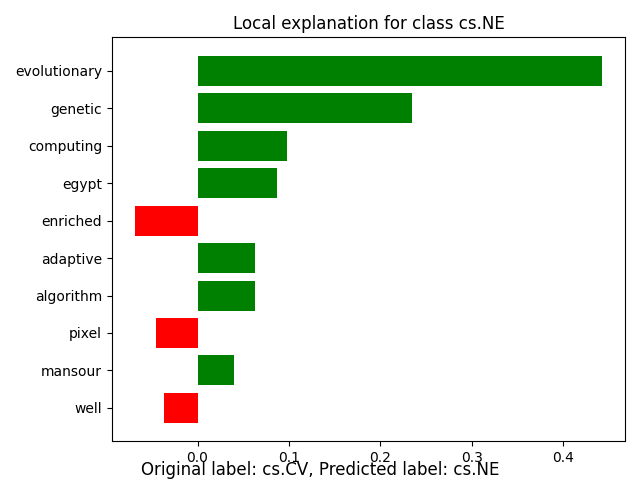 Local explanation for class cs.NE
evolutionary
genetic
computing
egypt
enriched
adaptive
algorithm
pixel
mansour
well
0.0 0.1 0.2 0.3 0.4
Original label: cs.CV, Predicted label: cs.NE